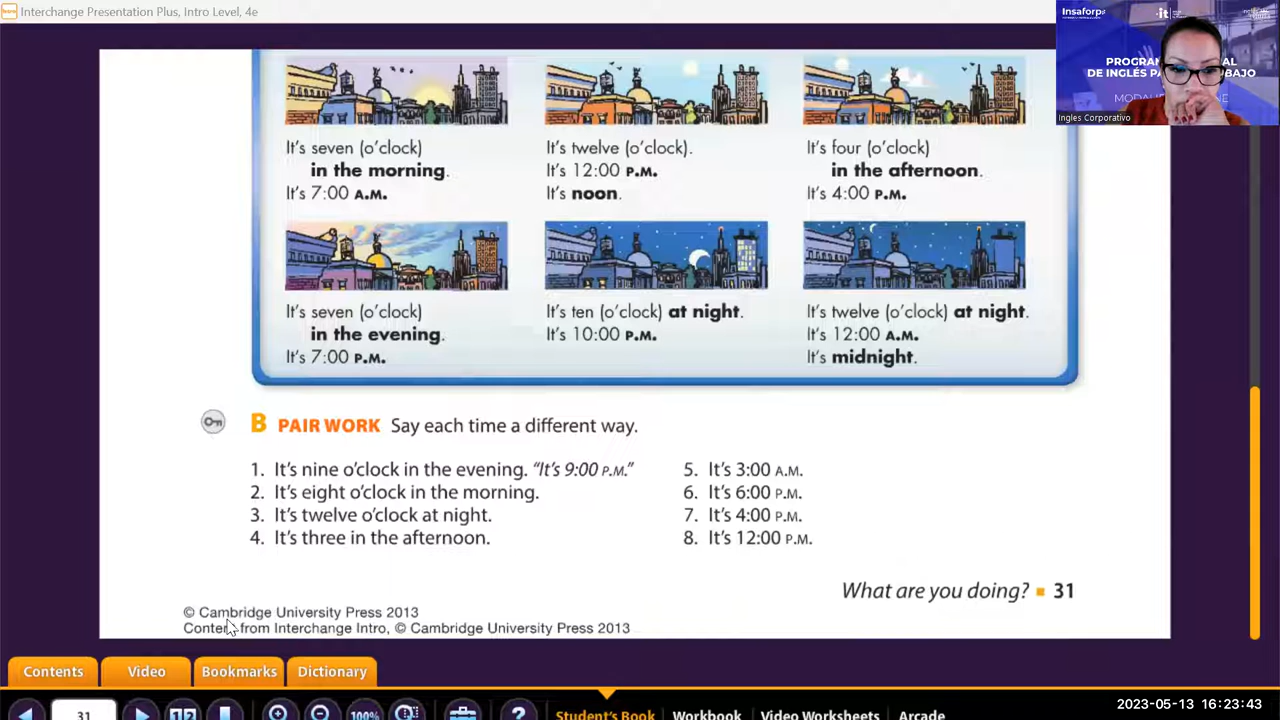 Interchange Presentation Plus, Intro Level, 4e
Insaforp
Ingles Corporativo
It's seven (o'clock)
in the morning.
It's 7:00 A.M.
It's twelve (o'clock).
It's 12:00 P.M.
It's noon.
It's four (o'clock)
in the afternoon.
It's 4:00 P.M.
It's seven (o'clock)
in the evening.
It's 7:00 P.M.
It's ten (o'clock) at night.
It's 10:00 P.M.
It's twelve (o'clock) at night.
It's 12:00 A.M.
It's midnight.
B PAIR WORK Say each time a different way.
1. It's nine o'clock in the evening. "It's 9:00 P.M."
2. It's eight o'clock in the morning.
3. It's twelve o'clock at night.
4. It's three in the afternoon.
5. It's 3:00 A.M.
6. It's 6:00 P.M.
7. It's 4:00 P.M.
8. It's 12:00 P.M.
What are you doing? ■ 31
© Cambridge University Press 2013
from Interchange Intro, © Cambridge University Press 2013
Contents Video Bookmarks Dictionary
31 1 2 100% ? Student's Book Workbook Video Worksheets Arcade
2023-05-13 16:23:43